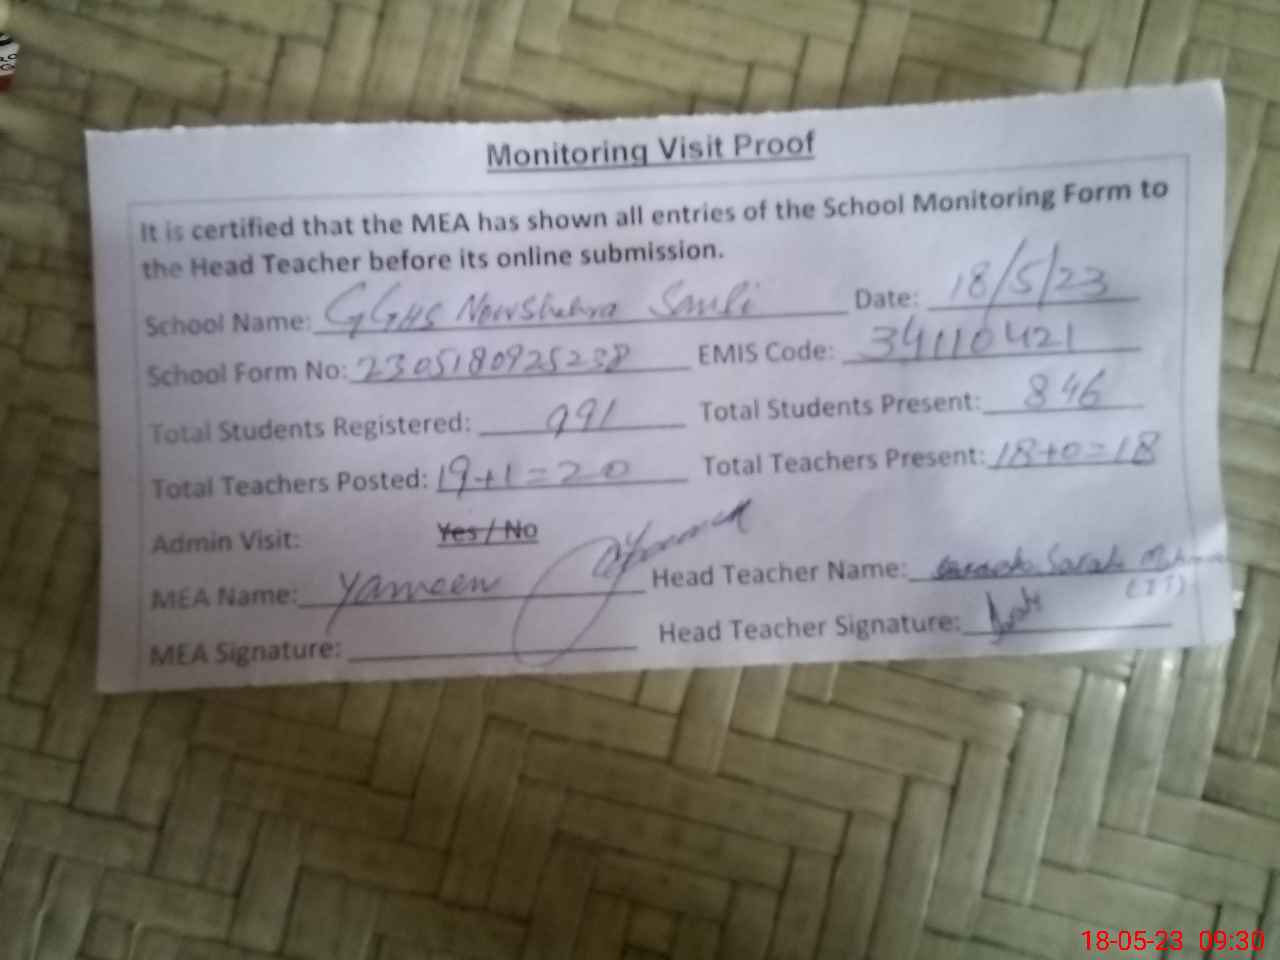 Monitoring Visit Proof
It is certified that the MEA has shown all entries of the School Monitoring Form to
the Head Teacher before its online submission.
School Name: GGHS Nowshehra Sansi Date: 18/5/23
School Form No: 230518092528 EMIS Code: 34110421
Total Students Registered: 991 Total Students Present: 846
Total Teachers Posted: 19+1=20 Total Teachers Present: 18+0=18
Admin Visit: Yes / No
MEA Name: Yameen Head Teacher Name: Sarah
MEA Signature: Head Teacher Signature:
18-05-23 09:30